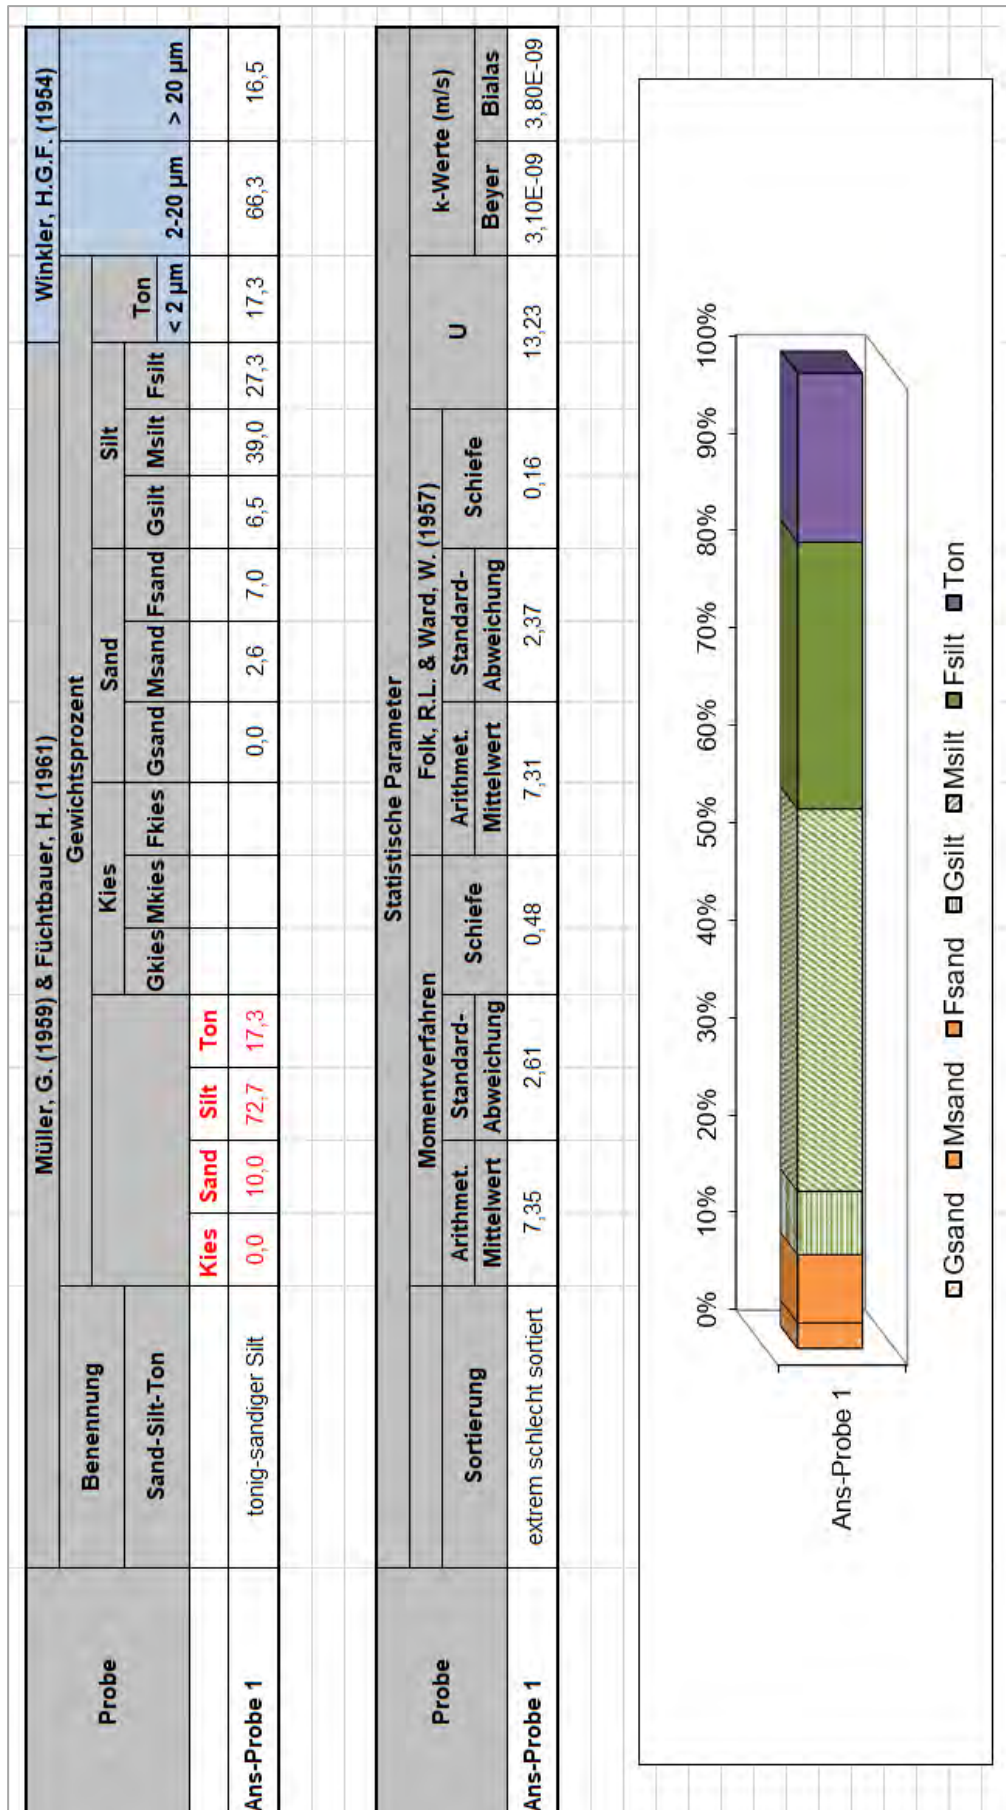 Müller, G. (1959) & Füchtbauer, H. (1961) Winkler, H.G.F. (1954)
Probe Benennung Gewichtsprozent
Kies Sand Silt Ton
Sand-Silt-Ton Gkies Mkies Fkies Gsand Msand Fsand Gsilt Msilt Fsilt < 2 µm 2-20 µm > 20 µm
Kies Sand Silt Ton
Ans-Probe 1 tonig-sandiger Silt 0,0 10,0 72,7 17,3 0,0 2,6 7,0 6,5 39,0 27,3 17,3 66,3 16,5
Statistische Parameter
Probe Sortierung Momentverfahren Folk, R.L. & Ward, W. (1957) U k-Werte (m/s)
Arithmet. Standard- Schiefe Arithmet. Standard- Schiefe
Mittelwert Abweichung Mittelwert Abweichung Beyer Bialas
Ans-Probe 1 extrem schlecht sortiert 7,35 2,61 0,48 7,31 2,37 0,16 13,23 3,10E-09 3,80E-09
0% 10% 20% 30% 40% 50% 60% 70% 80% 90% 100%
Ans-Probe 1
Gsand Msand Fsand Gsilt Msilt Fsilt Ton